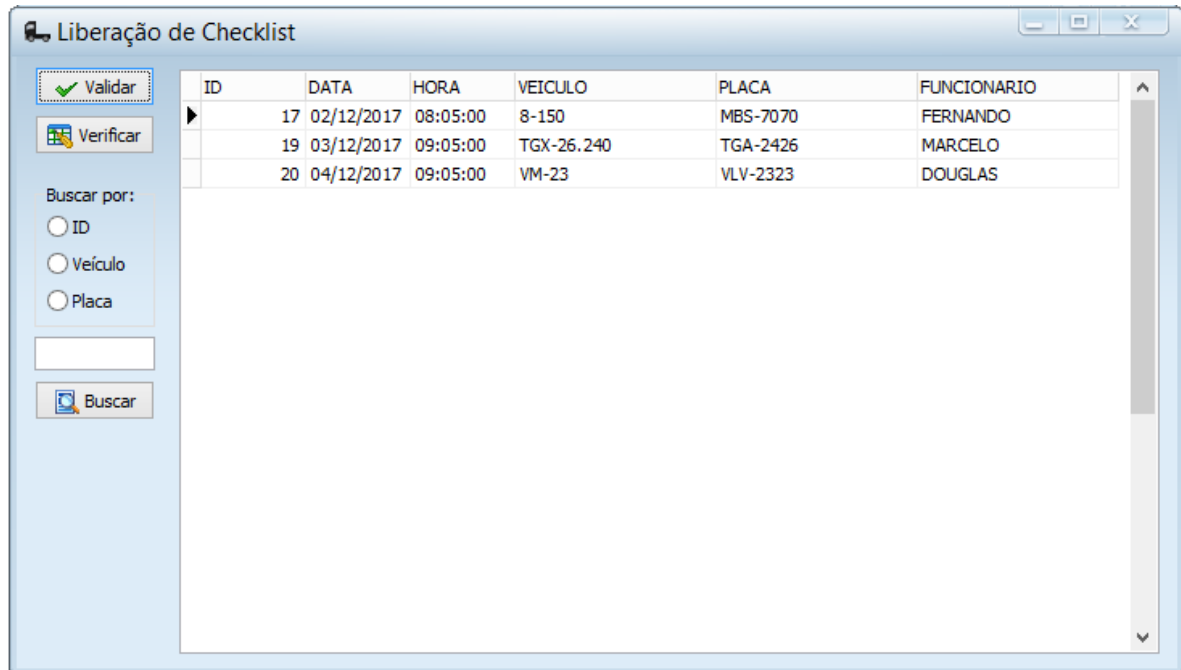 Liberação de Checklist
Validar
Verificar
Buscar por:
ID
Veículo
Placa
Buscar
ID DATA HORA VEICULO PLACA FUNCIONARIO
17 02/12/2017 08:05:00 8-150 MBS-7070 FERNANDO
19 03/12/2017 09:05:00 TGX-26.240 TGA-2426 MARCELO
20 04/12/2017 09:05:00 VM-23 VLV-2323 DOUGLAS